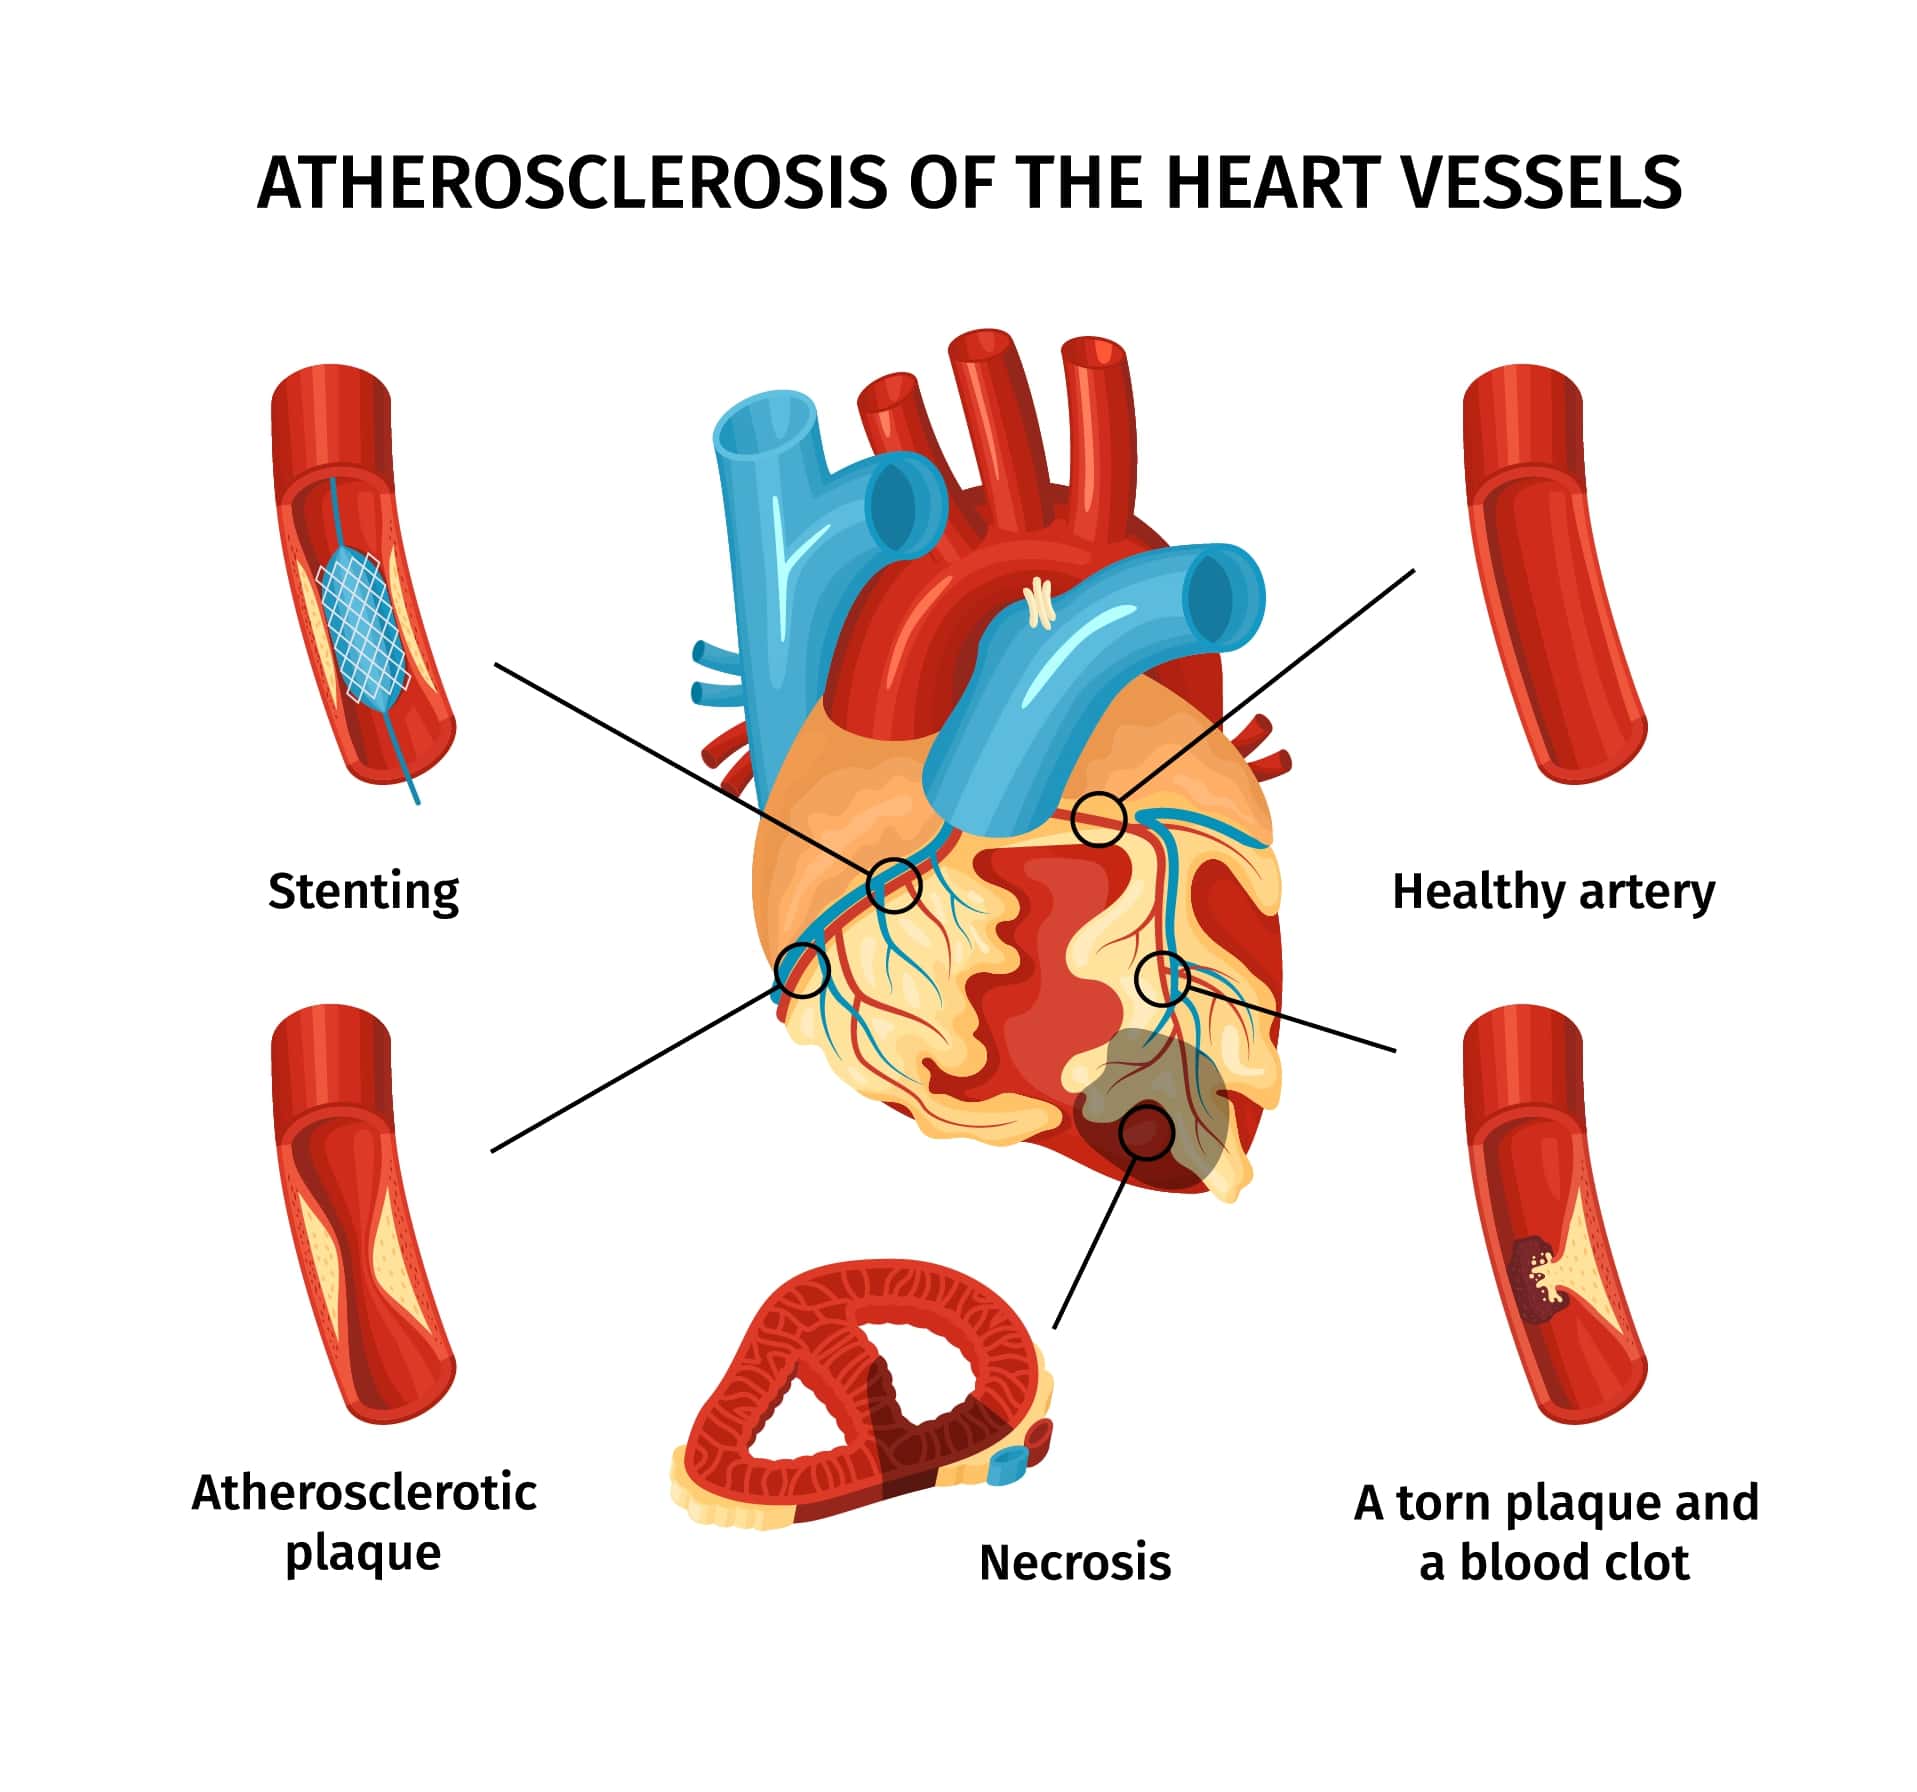 ATHEROSCLEROSIS OF THE HEART VESSELS
Stenting
Healthy artery
Atherosclerotic
plaque
Necrosis
A torn plaque and
a blood clot